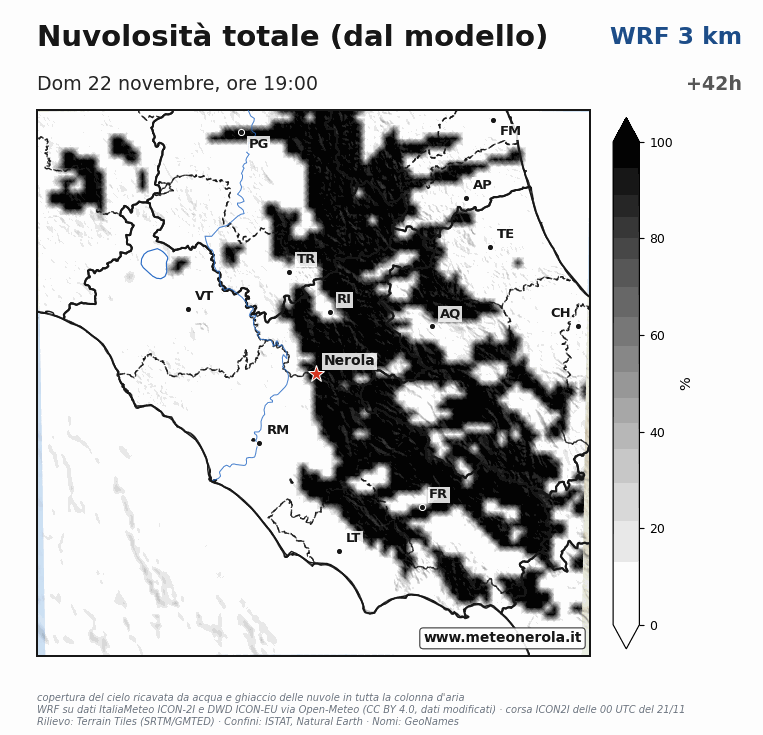 Nuvolosità totale (dal modello)
WRF 3 km
Dom 22 novembre, ore 19:00
+42h
FM
PG
AP
TE
TR
VT
RI
AQ
CH
Nerola
RM
FR
LT
www.meteonerola.it
100
80
60
40
20
0
%
copertura del cielo ricavata da acqua e ghiaccio delle nuvole in tutta la colonna d'aria
WRF su dati ItaliaMeteo ICON-2I e DWD ICON-EU via Open-Meteo (CC BY 4.0, dati modificati) · corsa ICON2I delle 00 UTC del 21/11
Rilievo: Terrain Tiles (SRTM/GMTED) · Confini: ISTAT, Natural Earth · Nomi: GeoNames